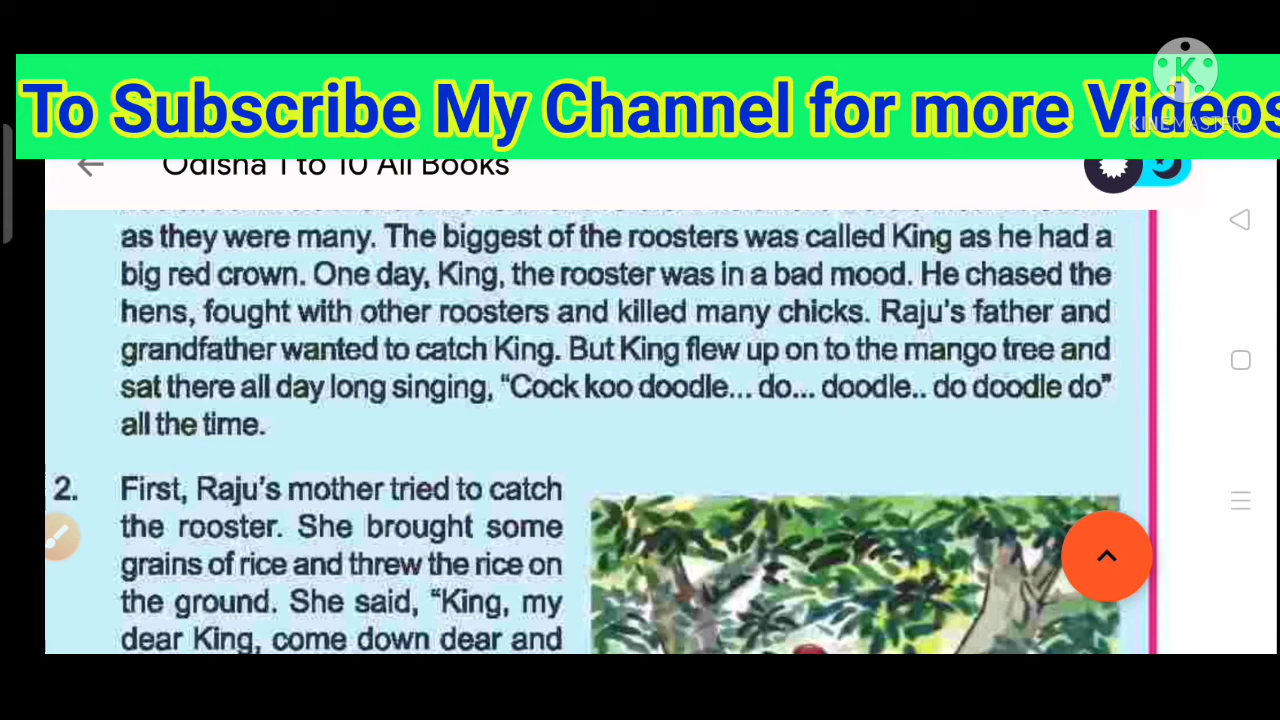 To Subscribe My Channel for more Videos
KINEMASTER
Odisha 1 to 10 All Books
as they were many. The biggest of the roosters was called King as he had a
big red crown. One day, King, the rooster was in a bad mood. He chased the
hens, fought with other roosters and killed many chicks. Raju's father and
grandfather wanted to catch King. But King flew up on to the mango tree and
sat there all day long singing, “Cock koo doodle... do... doodle.. do doodle do”
all the time.
2. First, Raju's mother tried to catch
the rooster. She brought some
grains of rice and threw the rice on
the ground. She said, “King, my
dear King, come down dear and